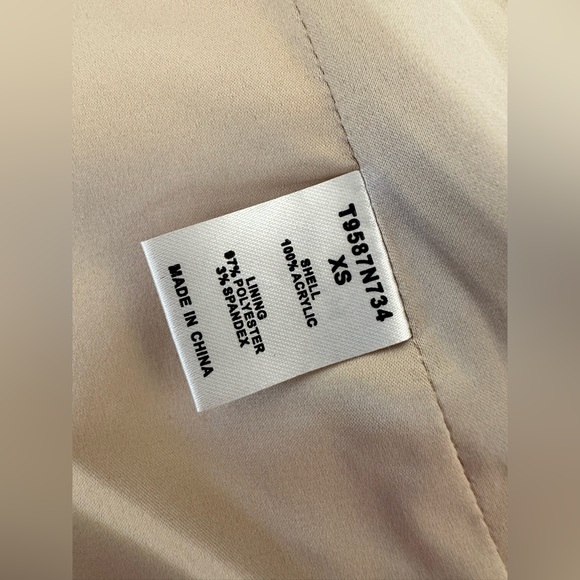 T9587N734
XS
SHELL
100% ACRYLIC
LINING
97% POLYESTER
3% SPANDEX
MADE IN CHINA